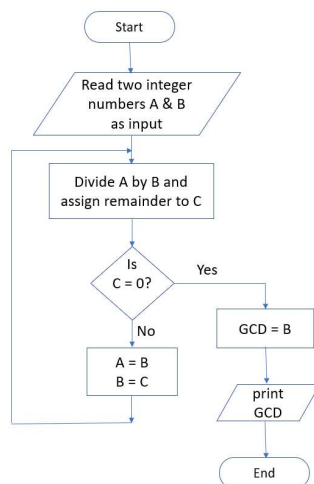 Start
Read two integer
numbers A & B
as input
Divide A by B and
assign remainder to C
Is
C = 0?
Yes
No
A = B
B = C
GCD = B
print
GCD
End